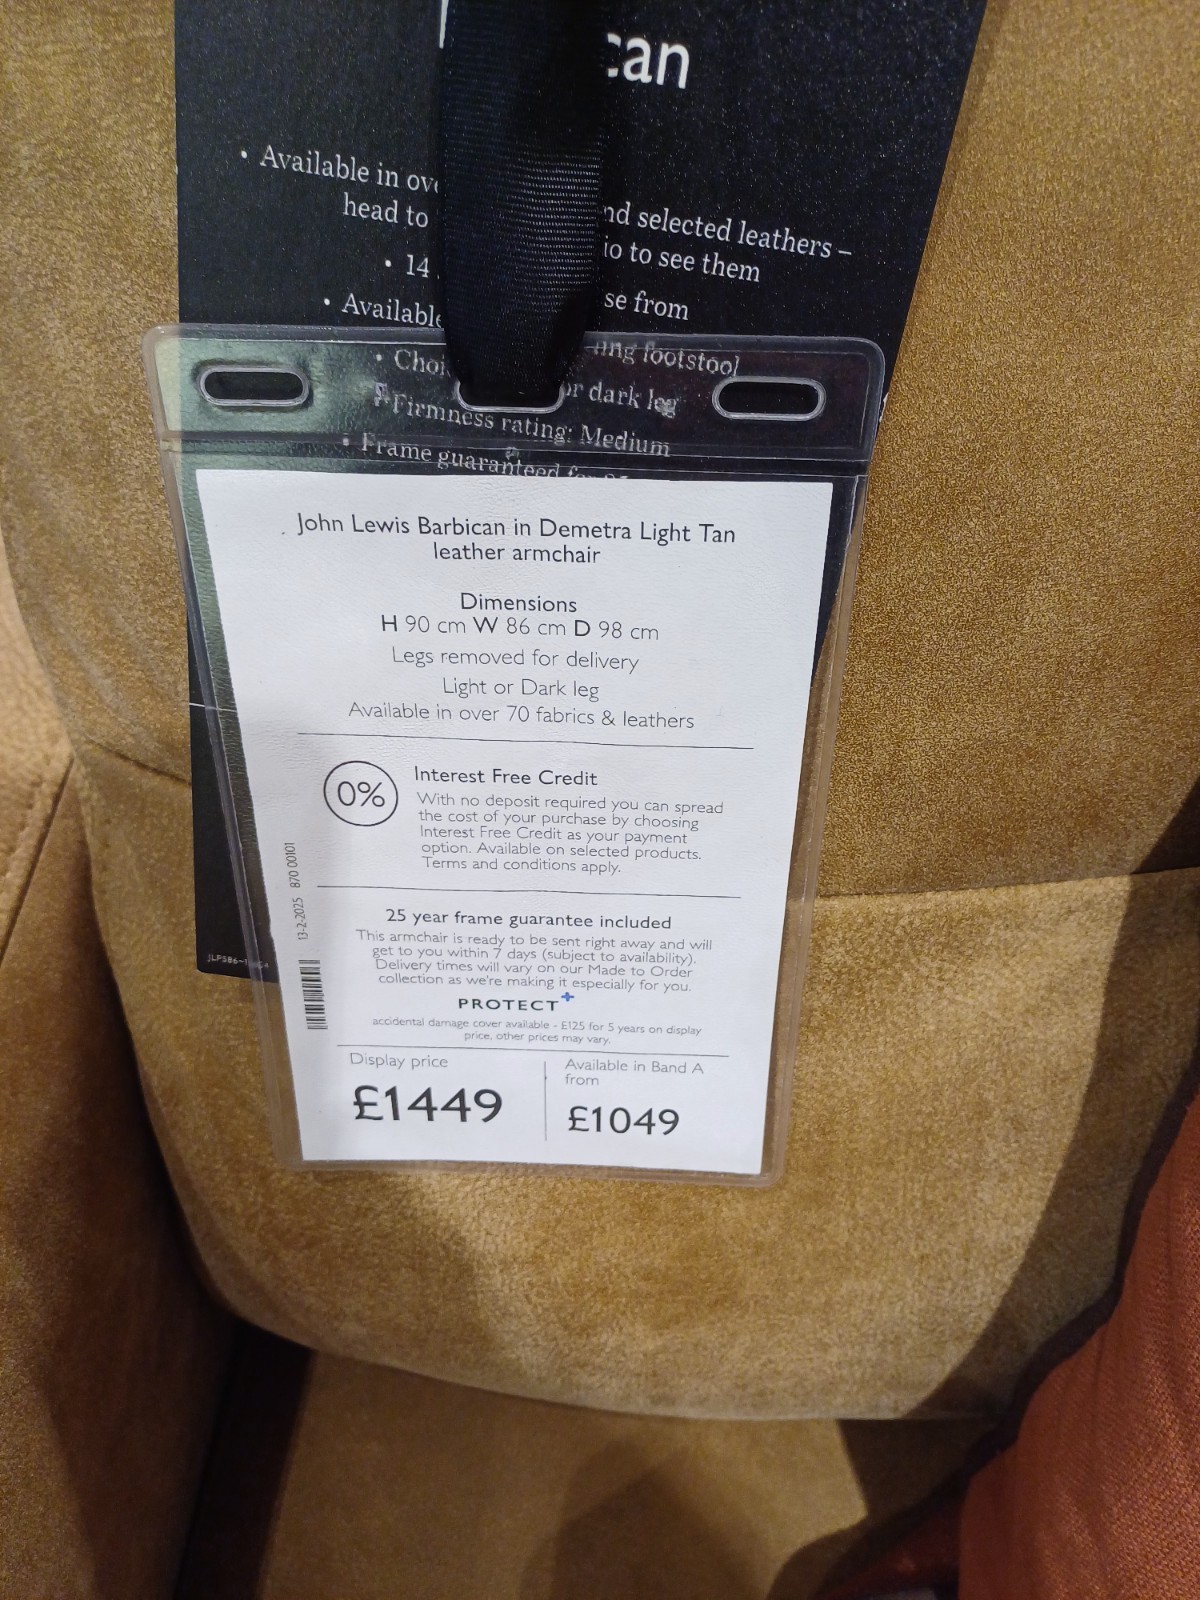 can
• Available in
nd selected leathers –
head to
to see them
• 14
• Available
se from
footstool
or dark leg
Firmness rating: Medium
• Frame guaranteed
John Lewis Barbican in Demetra Light Tan
leather armchair
Dimensions
H 90 cm W 86 cm D 98 cm
Legs removed for delivery
Light or Dark leg
Available in over 70 fabrics & leathers
0%
Interest Free Credit
With no deposit required you can spread
the cost of your purchase by choosing
Interest Free Credit as your payment
option. Available on selected products.
Terms and conditions apply.
13-2-2025 870 00101
25 year frame guarantee included
This armchair is ready to be sent right away and will
get to you within 7 days (subject to availability).
Delivery times will vary on our Made to Order
collection as we're making it especially for you.
PROTECT+
accidental damage cover available - £125 for 5 years on display
price, other prices may vary.
Display price
£1449
Available in Band A
from
£1049